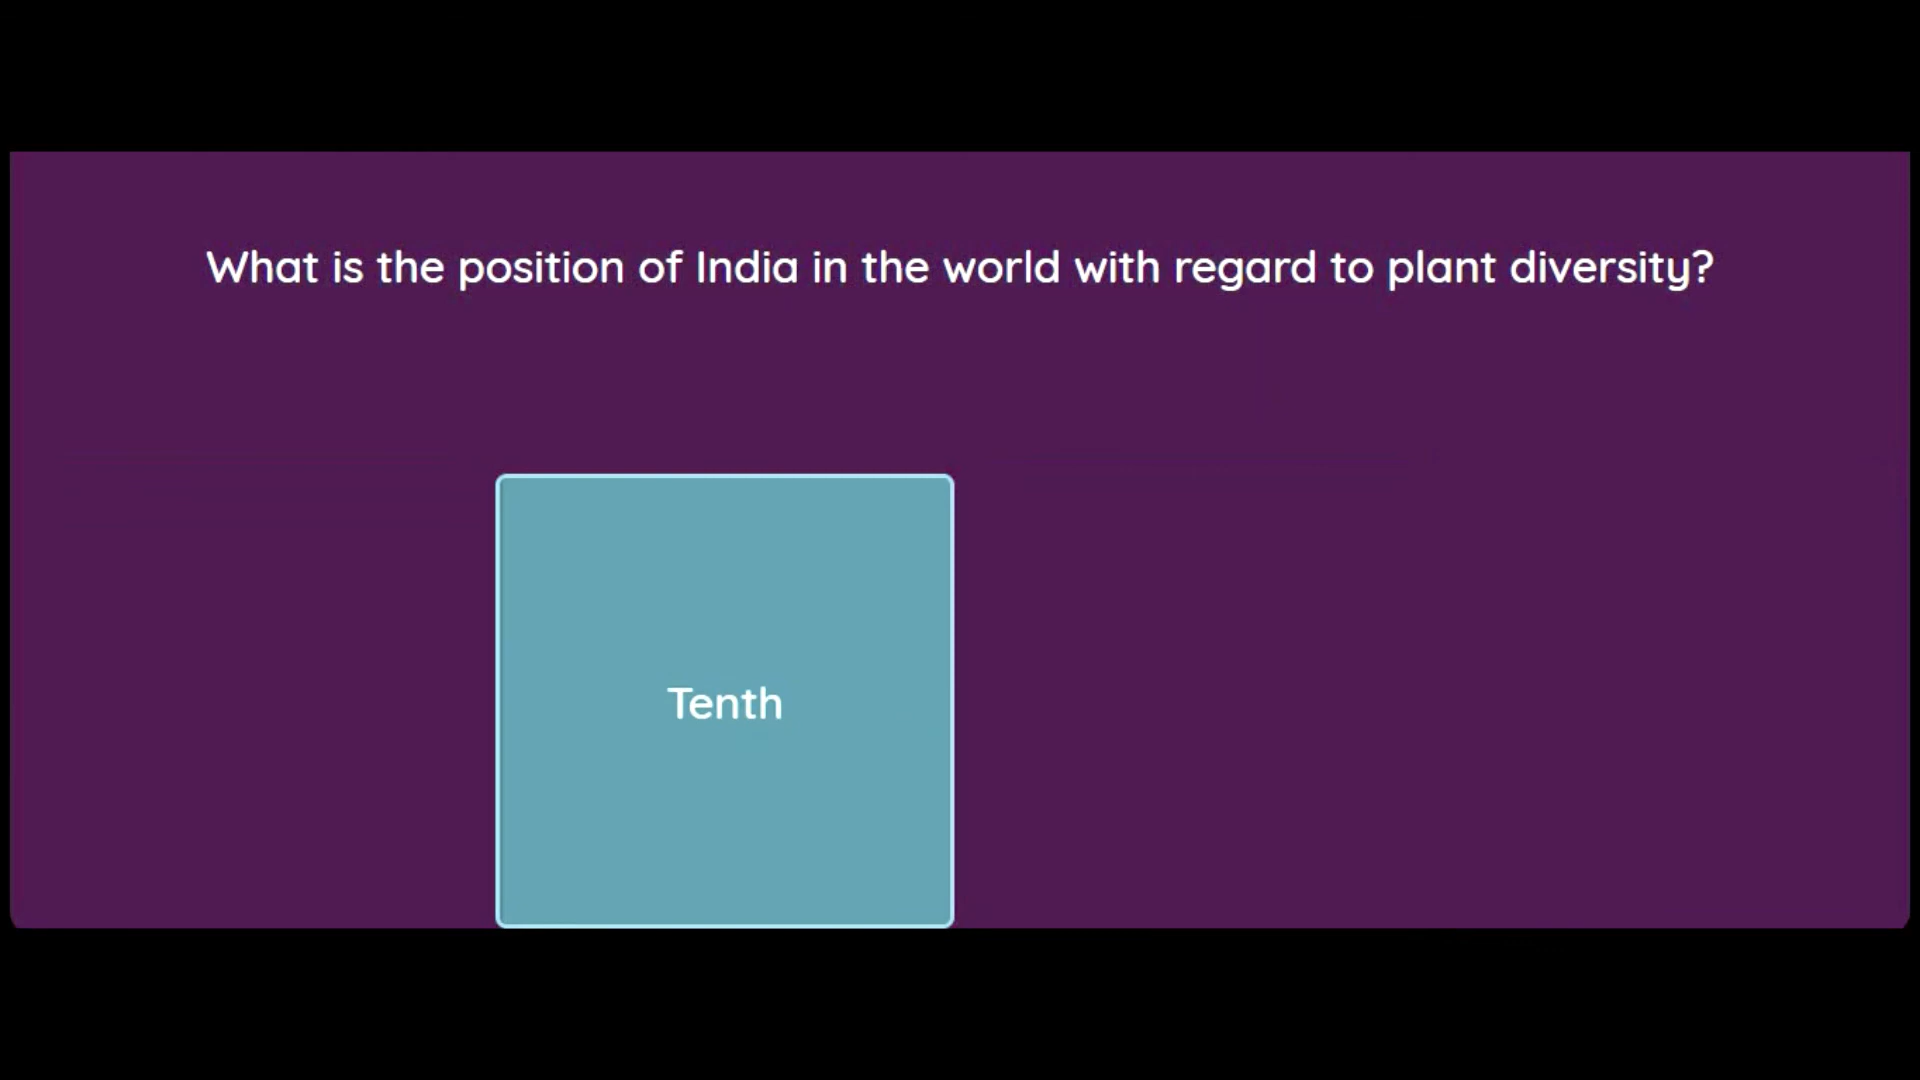 What is the position of India in the world with regard to plant diversity?
Tenth